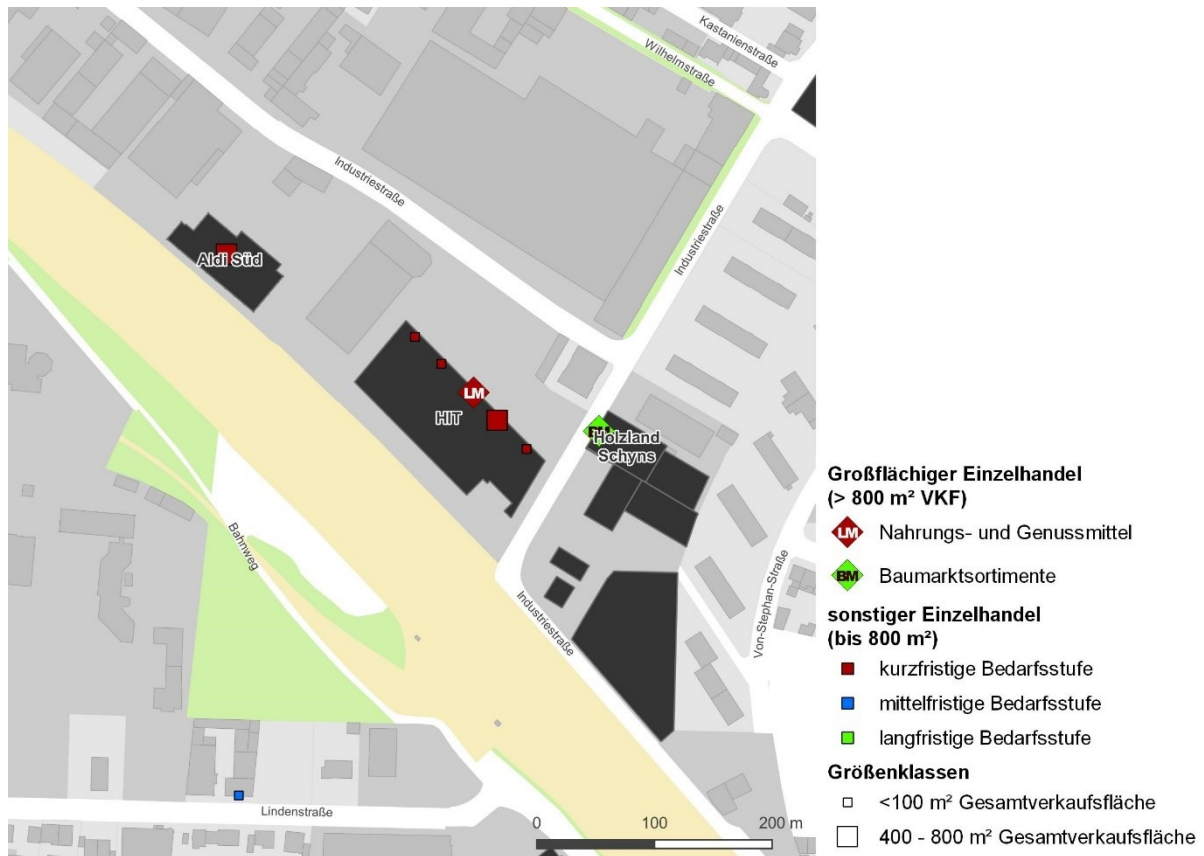 Kastanienstraße
Wilhelmstraße
Industriestraße
Industriestraße
Aldi Süd
LM
HIT
BM
Holzland
Schyns
Bahnweg
Industriestraße
Von-Stephan-Straße
Lindenstraße
0 100 200 m
Großflächiger Einzelhandel
(> 800 m² VKF)
LM Nahrungs- und Genussmittel
BM Baumarktsortimente
sonstiger Einzelhandel
(bis 800 m²)
kurzfristige Bedarfsstufe
mittelfristige Bedarfsstufe
langfristige Bedarfsstufe
Größenklassen
<100 m² Gesamtverkaufsfläche
400 - 800 m² Gesamtverkaufsfläche